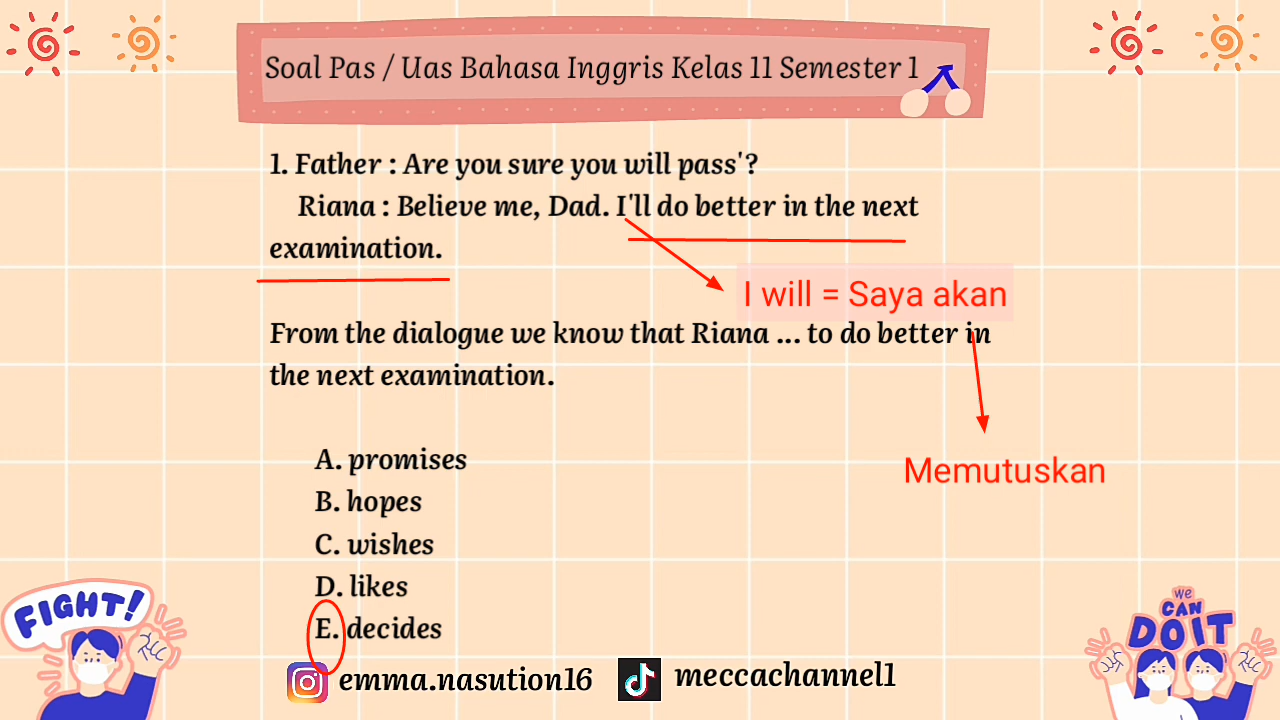 Soal Pas / Uas Bahasa Inggris Kelas 11 Semester 1
1. Father : Are you sure you will pass'?
Riana : Believe me, Dad. I'll do better in the next
examination.
I will = Saya akan
From the dialogue we know that Riana ... to do better in
the next examination.
Memutuskan
A. promises
B. hopes
C. wishes
D. likes
E. decides
FIGHT!
we
CAN
DO IT
emma.nasution16
meccachannel1